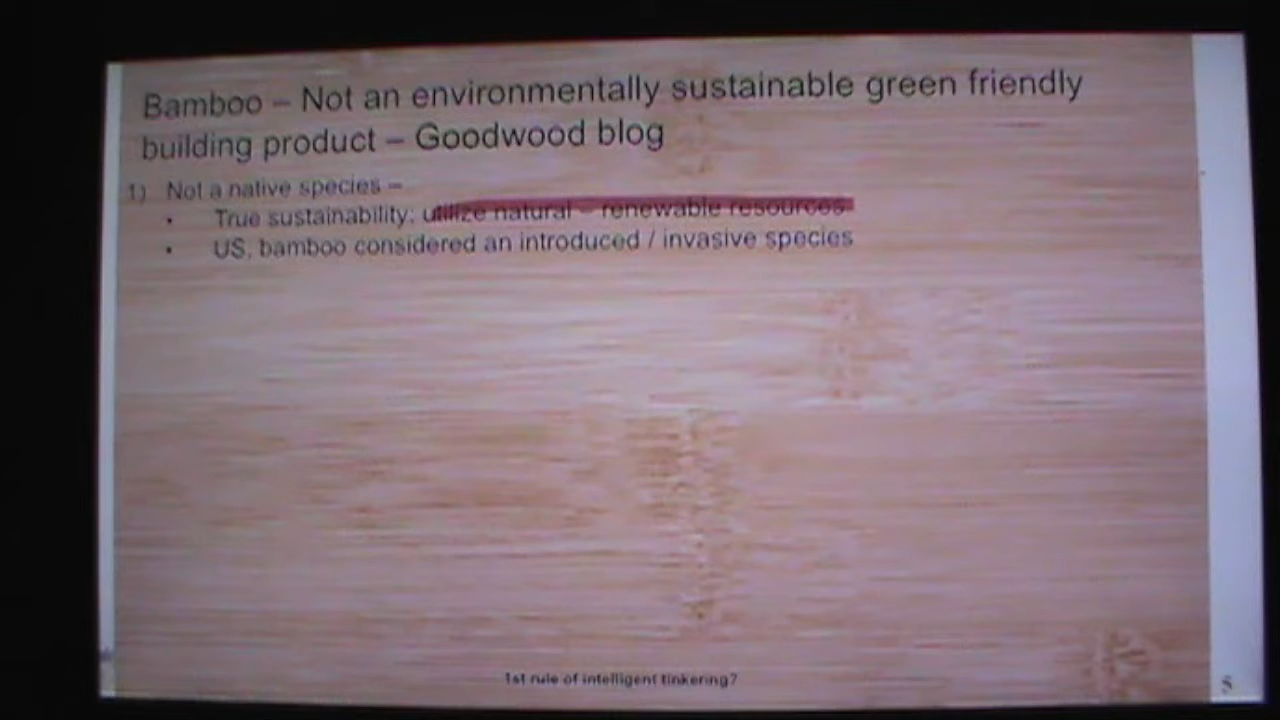 Bamboo – Not an environmentally sustainable green friendly
building product – Goodwood blog
1) Not a native species –
• True sustainability: utilize natural – renewable resources
• US, bamboo considered an introduced / invasive species
1st rule of intelligent tinkering?
5